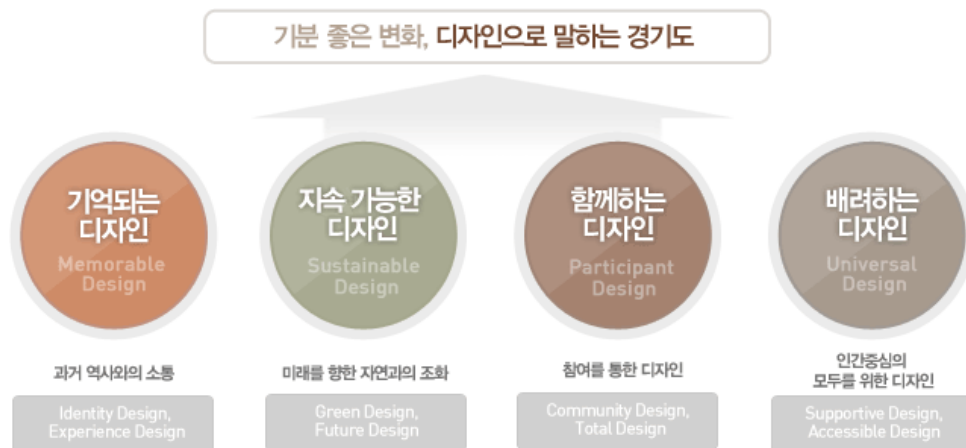 기분 좋은 변화, 디자인으로 말하는 경기도
기억되는
디자인
Memorable
Design
지속 가능한
디자인
Sustainable
Design
함께하는
디자인
Participant
Design
배려하는
디자인
Universal
Design
과거 역사와의 소통
미래를 향한 자연과의 조화
참여를 통한 디자인
인간중심의
모두를 위한 디자인
Identity Design,
Experience Design
Green Design,
Future Design
Community Design,
Total Design
Supportive Design,
Accessible Design